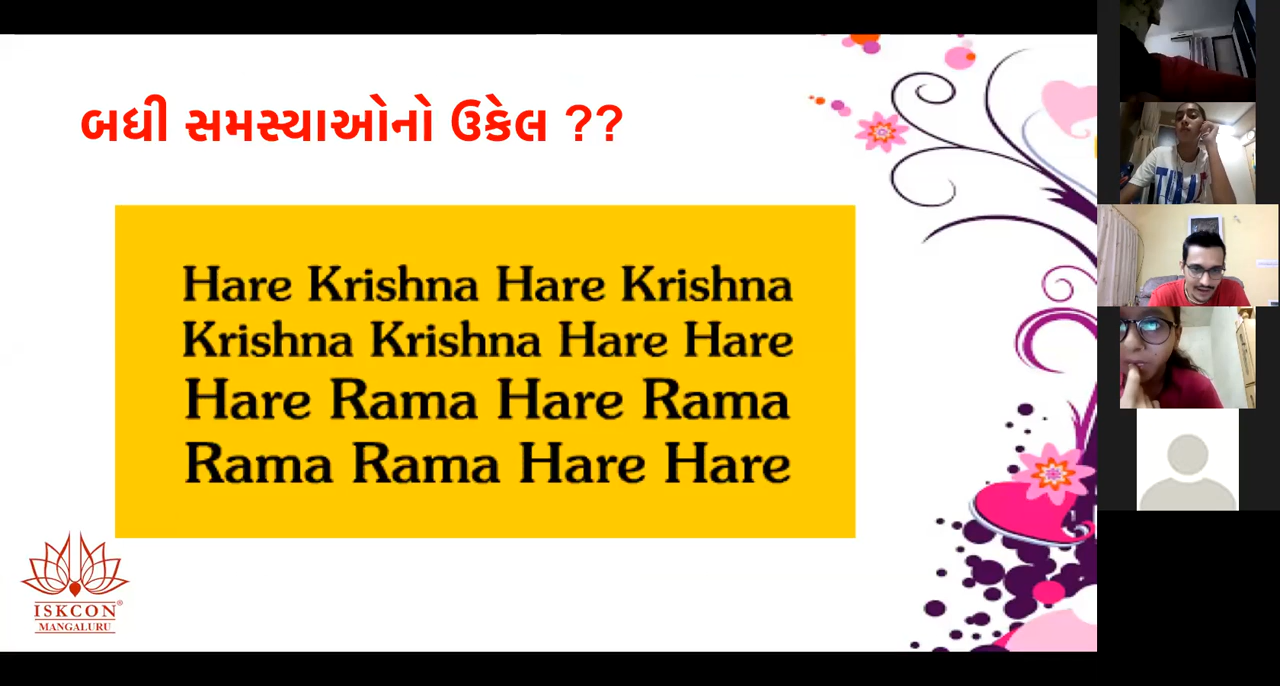 બધી સમસ્યાઓનો ઉકેલ ??
Hare Krishna Hare Krishna
Krishna Krishna Hare Hare
Hare Rama Hare Rama
Rama Rama Hare Hare
ISKCON®
MANGALURU